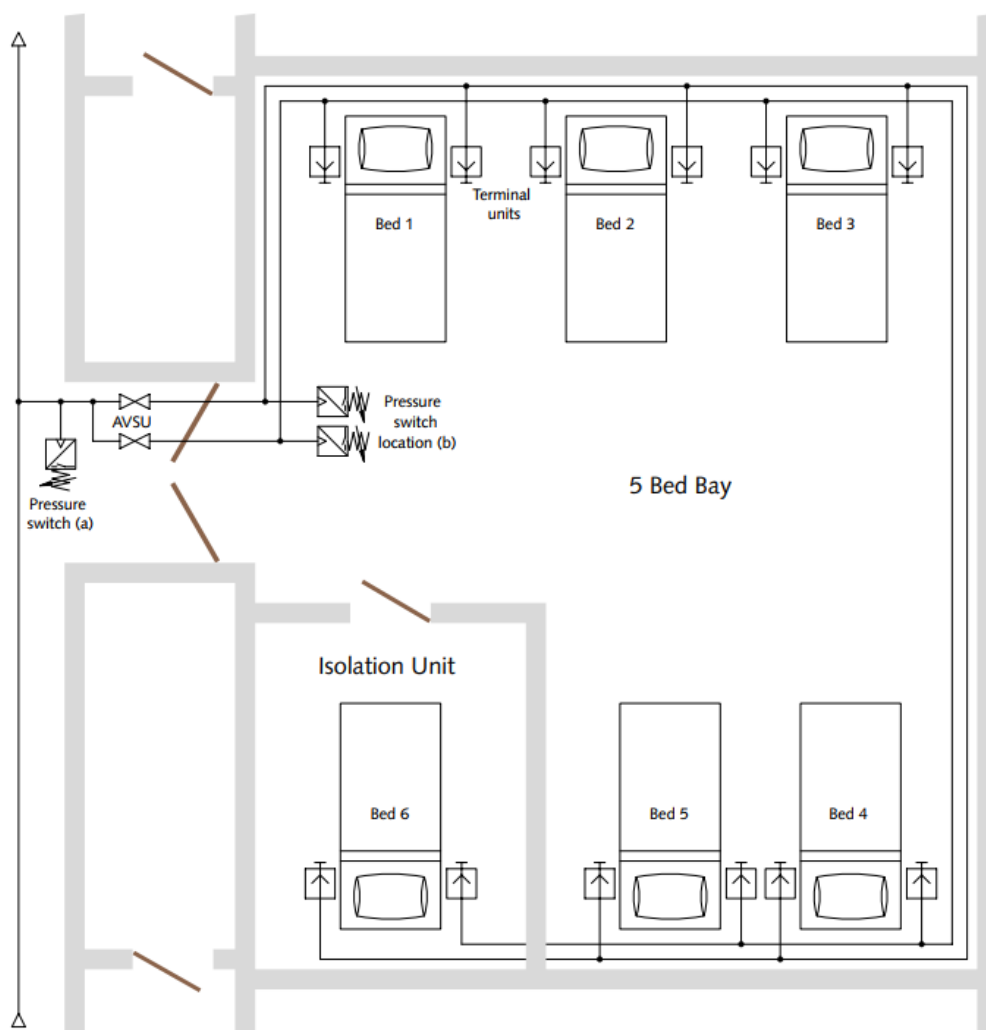 Terminal
units
Bed 1
Bed 2
Bed 3
AVSU
Pressure
switch
location (b)
Pressure
switch (a)
5 Bed Bay
Isolation Unit
Bed 6
Bed 5
Bed 4